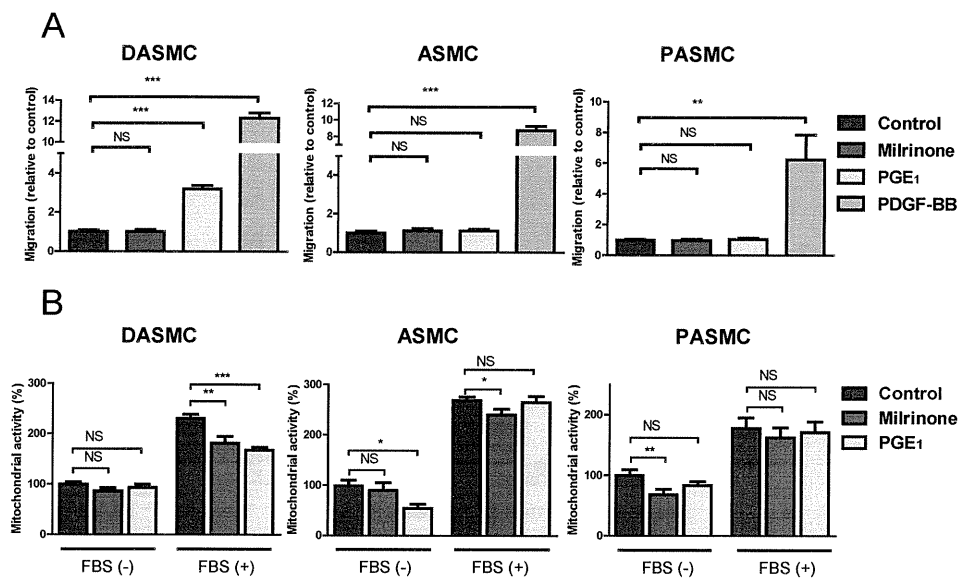 A
DASMC
ASMC
PASMC
Migration (relative to control)
14
12
10
4
2
0
***
***
NS
Migration (relative to control)
12
10
8
6
4
2
0
***
NS
NS
Migration (relative to control)
10
8
6
4
2
0
**
NS
NS
Control
Milrinone
PGE1
PDGF-BB
B
DASMC
ASMC
PASMC
Mitochondrial activity (%)
300
200
100
0
NS
NS
***
**
FBS (-)
FBS (+)
Mitochondrial activity (%)
300
200
100
0
*
NS
NS
*
FBS (-)
FBS (+)
Mitochondrial activity (%)
200
100
0
NS
**
NS
NS
FBS (-)
FBS (+)
Control
Milrinone
PGE1